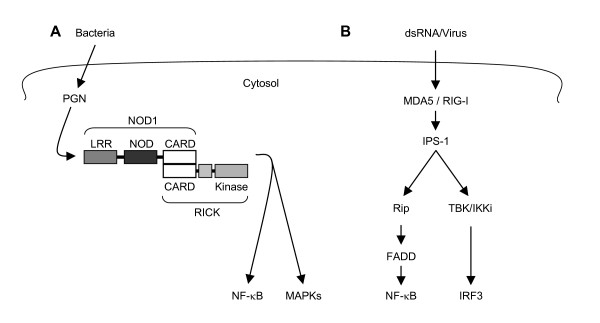 A Bacteria
B dsRNA/Virus
Cytosol
PGN
NOD1
LRR NOD CARD
CARD Kinase
RICK
NF-κB MAPKs
MDA5 / RIG-I
IPS-1
Rip TBK/IKKi
FADD
NF-κB IRF3